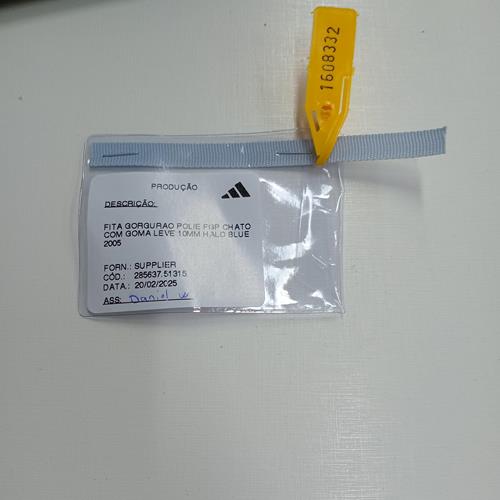 1608332
PRODUÇÃO
DESCRIÇÃO:
FITA GORGURAO POLIE FGP CHATO
COM GOMA LEVE 10MM HALO BLUE
2005
FORN.: SUPPLIER
CÓD.: 285637.51315
DATA.: 20/02/2025
ASS: Daniel W